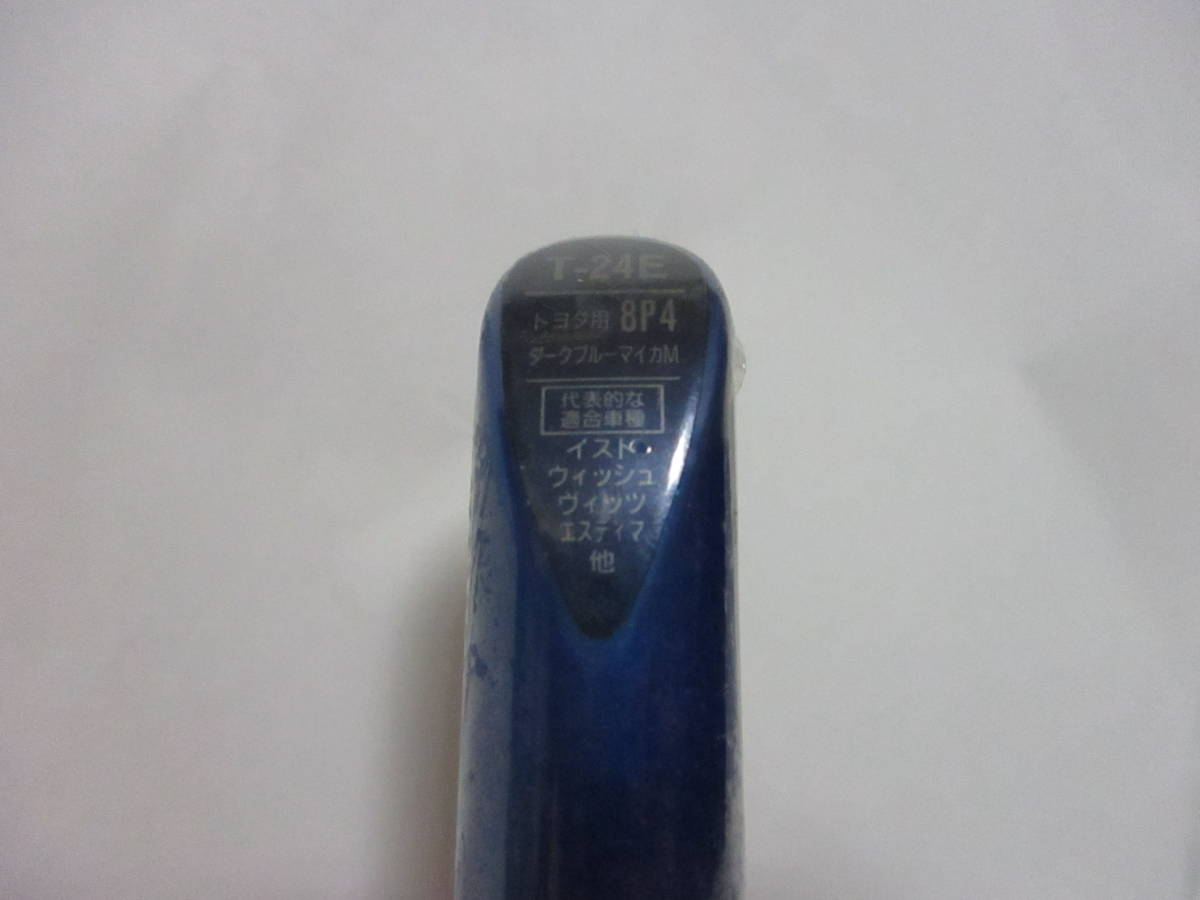 T-24E
トヨタ用 8P4
ダークブルーマイカM
代表的な
適合車種
イスト
ウィッシュ
ヴィッツ
エスティマ
他